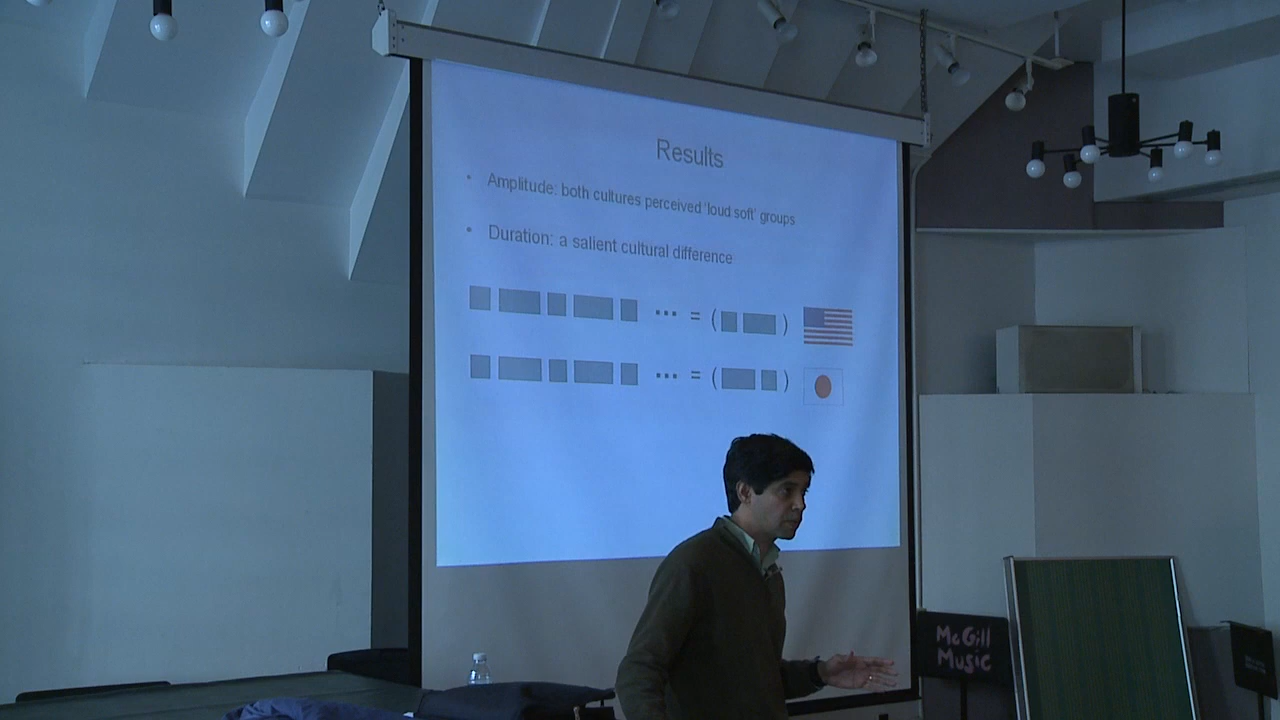 Results
• Amplitude: both cultures perceived 'loud soft' groups
• Duration: a salient cultural difference
... = ( )
... = ( )
McGill
Music